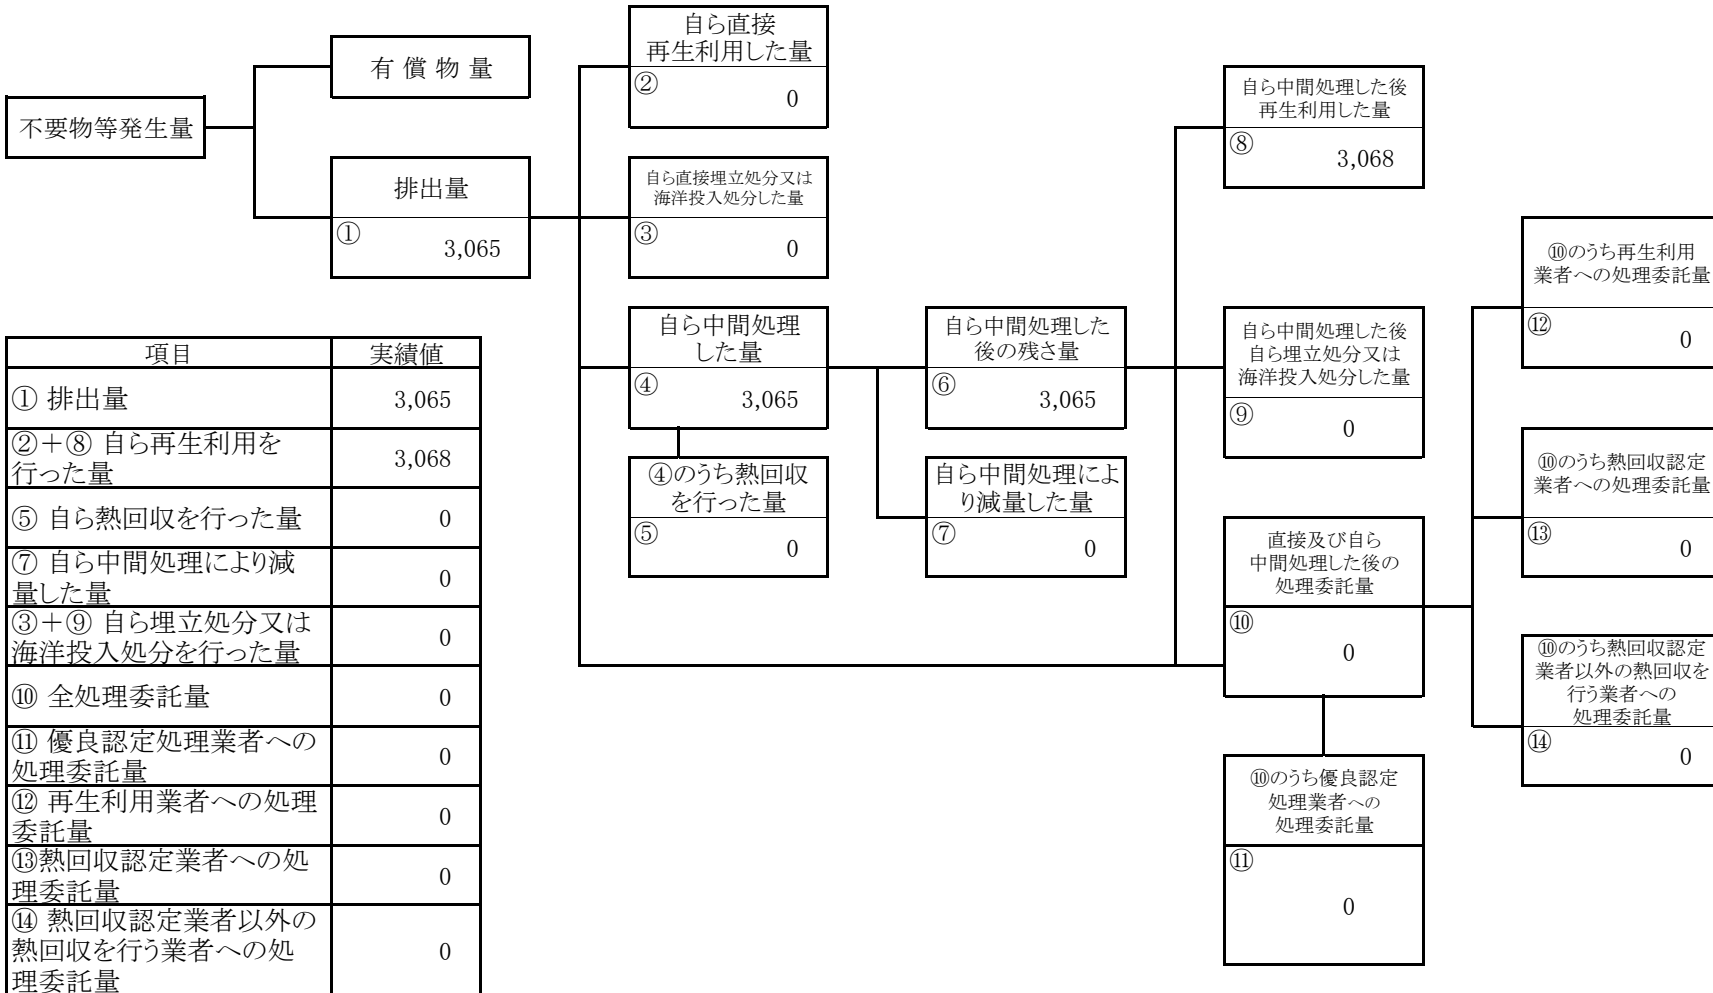 不要物等発生量
有 償 物 量
排出量
①
3,065
自ら直接
再生利用した量
②
0
自ら直接埋立処分又は
海洋投入処分した量
③
0
自ら中間処理
した量
④
3,065
④のうち熱回収
を行った量
⑤
0
自ら中間処理した
後の残さ量
⑥
3,065
自ら中間処理によ
り減量した量
⑦
0
自ら中間処理した後
再生利用した量
⑧
3,068
自ら中間処理した後
自ら埋立処分又は
海洋投入処分した量
⑨
0
直接及び自ら
中間処理した後の
処理委託量
⑩
0
⑩のうち優良認定
処理業者への
処理委託量
⑪
0
⑩のうち再生利用
業者への処理委託量
⑫
0
⑩のうち熱回収認定
業者への処理委託量
⑬
0
⑩のうち熱回収認定
業者以外の熱回収を
行う業者への
処理委託量
⑭
0
項目 実績値
① 排出量 3,065
②＋⑧ 自ら再生利用を
行った量 3,068
⑤ 自ら熱回収を行った量 0
⑦ 自ら中間処理により減
量した量 0
③＋⑨ 自ら埋立処分又は
海洋投入処分を行った量 0
⑩ 全処理委託量 0
⑪ 優良認定処理業者への
処理委託量 0
⑫ 再生利用業者への処理
委託量 0
⑬熱回収認定業者への処
理委託量 0
⑭ 熱回収認定業者以外の
熱回収を行う業者への処
理委託量 0